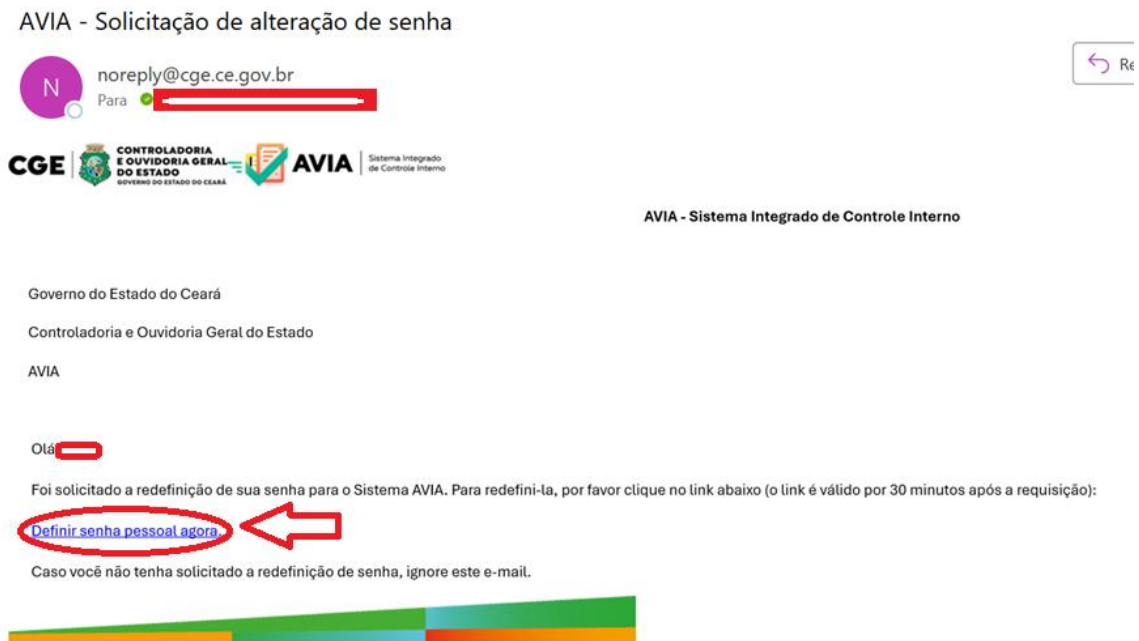 AVIA - Solicitação de alteração de senha
N
noreply@cge.ce.gov.br
Re
Para
CGE
CONTROLADORIA
E OUVIDORIA GERAL
DO ESTADO
GOVERNO DO ESTADO DO CEARÁ
AVIA
Sistema Integrado
de Controle Interno
AVIA - Sistema Integrado de Controle Interno
Governo do Estado do Ceará
Controladoria e Ouvidoria Geral do Estado
AVIA
Olá
Foi solicitado a redefinição de sua senha para o Sistema AVIA. Para redefini-la, por favor clique no link abaixo (o link é válido por 30 minutos após a requisição):
Definir senha pessoal agora.
Caso você não tenha solicitado a redefinição de senha, ignore este e-mail.